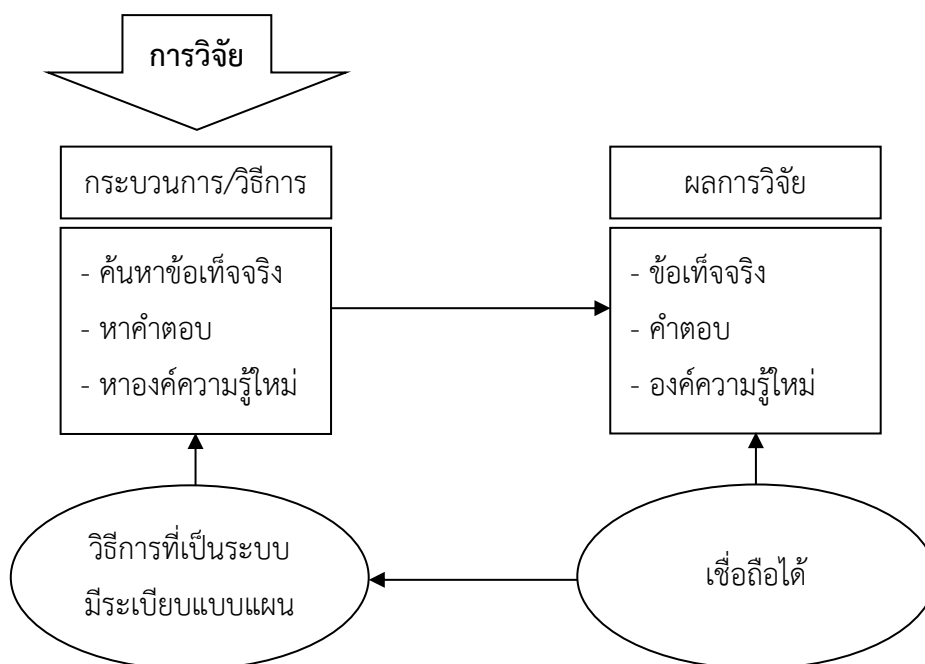 การวิจัย
กระบวนการ/วิธีการ
- ค้นหาข้อเท็จจริง
- หาคำตอบ
- หาองค์ความรู้ใหม่
ผลการวิจัย
- ข้อเท็จจริง
- คำตอบ
- องค์ความรู้ใหม่
วิธีการที่เป็นระบบ
มีระเบียบแบบแผน
เชื่อถือได้